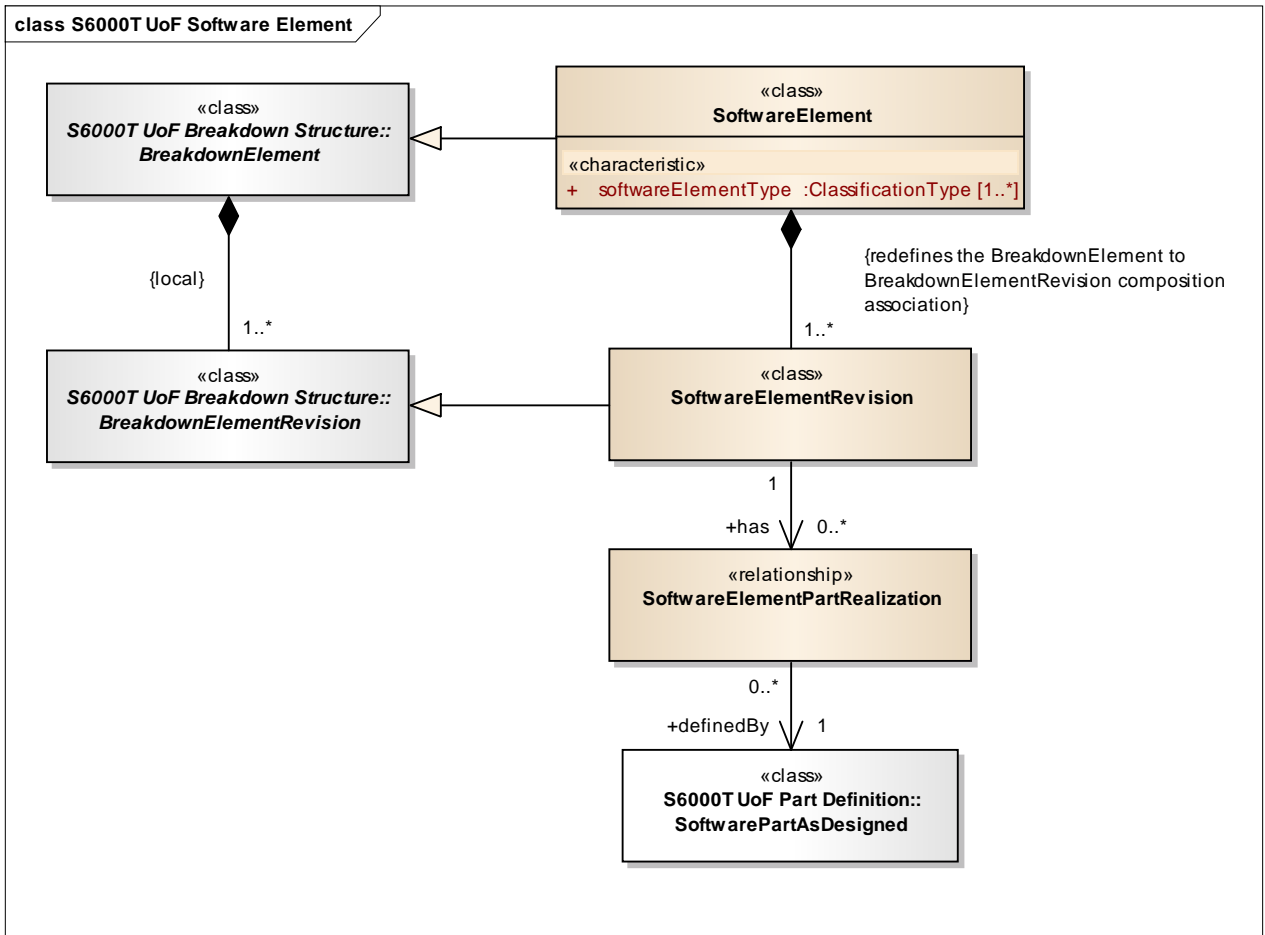 class S6000T UoF Software Element
«class»
S6000T UoF Breakdown Structure::
BreakdownElement
«class»
SoftwareElement
«characteristic»
+ softwareElementType :ClassificationType [1..*]
{local}
1..*
{redefines the BreakdownElement to
BreakdownElementRevision composition
association}
1..*
«class»
S6000T UoF Breakdown Structure::
BreakdownElementRevision
«class»
SoftwareElementRevision
1
+has 0..*
«relationship»
SoftwareElementPartRealization
0..*
+definedBy 1
«class»
S6000T UoF Part Definition::
SoftwarePartAsDesigned